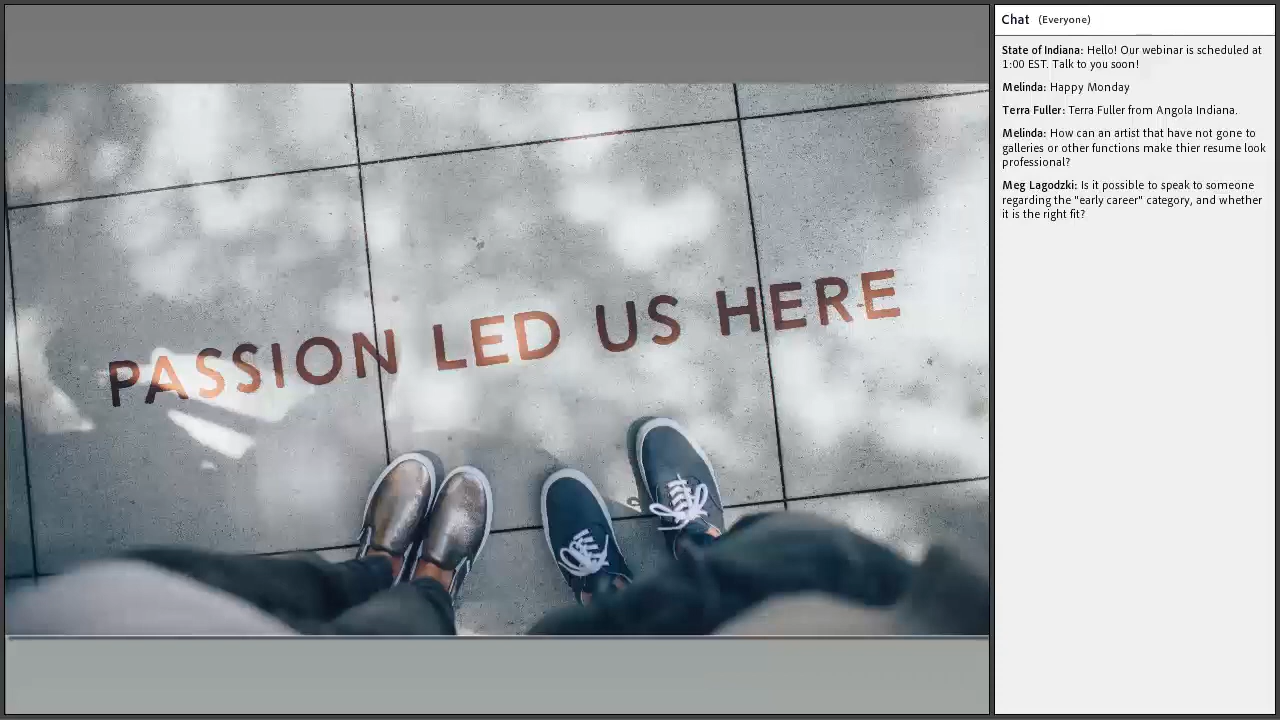 PASSION LED US HERE
Chat (Everyone)
State of Indiana: Hello! Our webinar is scheduled at
1:00 EST. Talk to you soon!
Melinda: Happy Monday
Terra Fuller: Terra Fuller from Angola Indiana.
Melinda: How can an artist that have not gone to
galleries or other functions make thier resume look
professional?
Meg Lagodzki: Is it possible to speak to someone
regarding the "early career" category, and whether
it is the right fit?